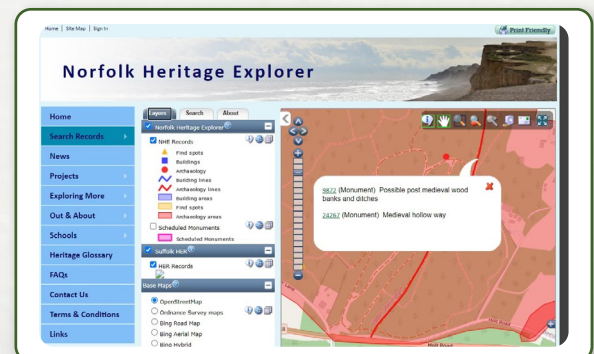 Home | Site Map | Sign In
Print Friendly
Norfolk Heritage Explorer
Home
Search Records
News
Projects
Exploring More
Out & About
Schools
Heritage Glossary
FAQs
Contact Us
Terms & Conditions
Links
Layers Search About
Norfolk Heritage Explorer
NHE Records
Find spots
Buildings
Archaeology
Building lines
Archaeology lines
Building areas
Find spots
Archaeology areas
Scheduled Monuments
Scheduled Monuments
Suffolk HER
HER Records
Base Maps
OpenStreetMap
Ordnance Survey maps
Bing Road Map
Bing Aerial Map
Bing Hybrid
9872 (Monument) Possible post medieval wood
banks and ditches
24267 (Monument) Medieval hollow way
Holt Road